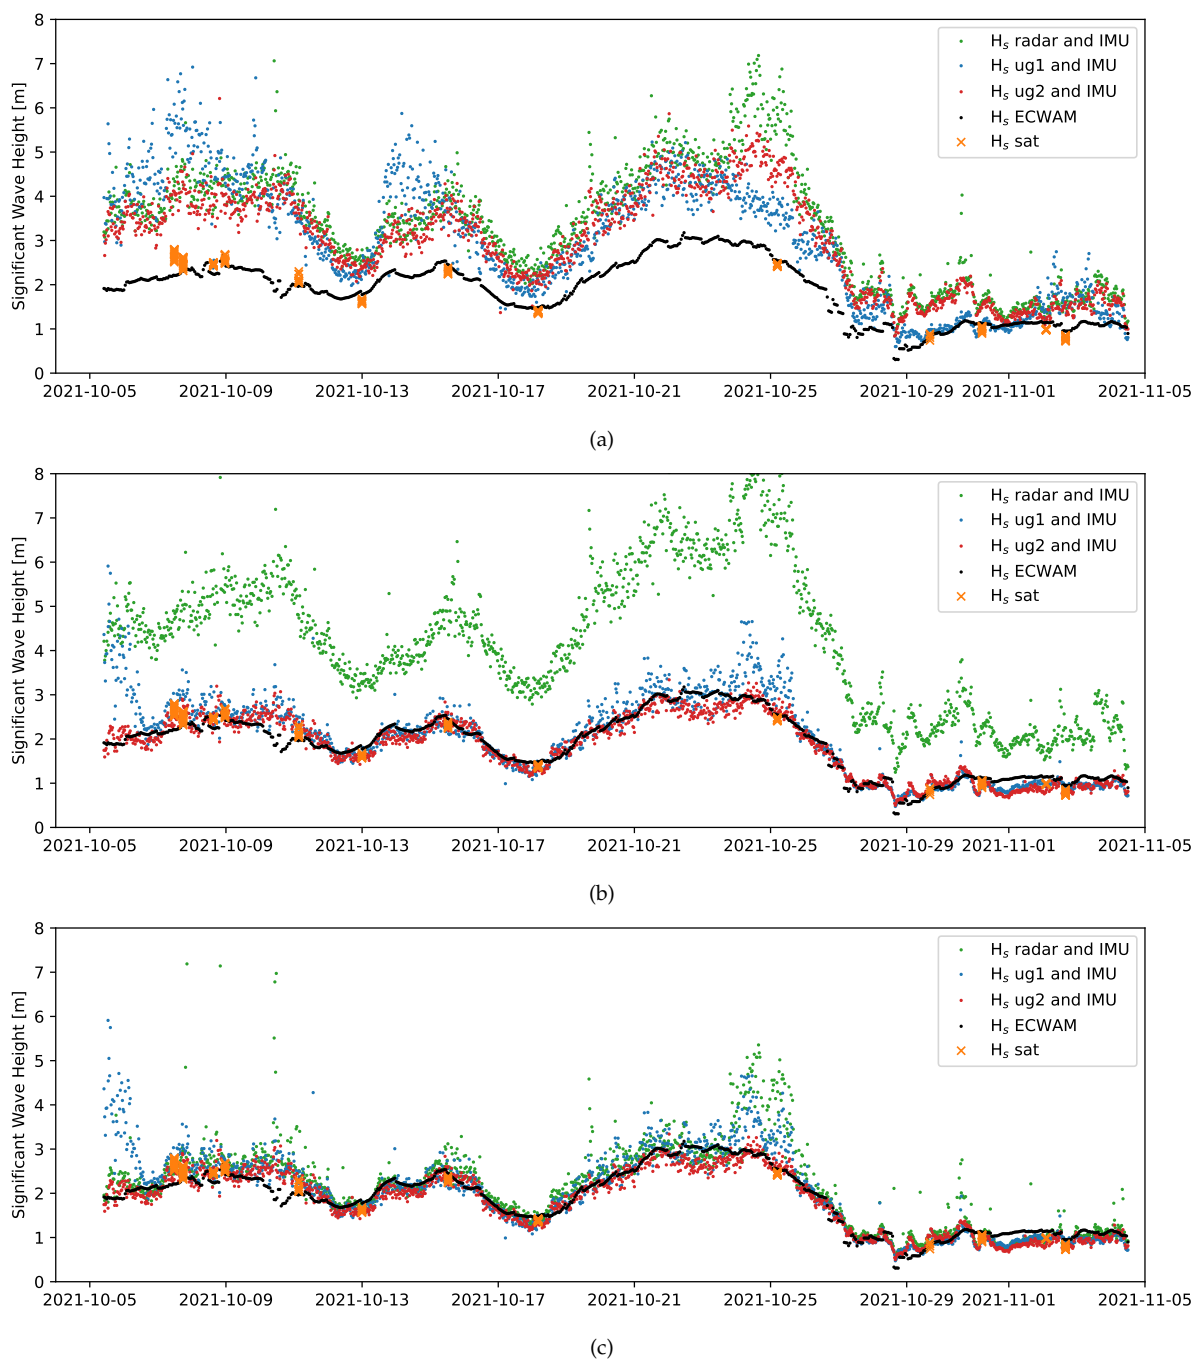 8
7
6
5
4
3
2
1
0
Significant Wave Height [m]
Hₛ radar and IMU
Hₛ ug1 and IMU
Hₛ ug2 and IMU
Hₛ ECWAM
Hₛ sat
2021-10-05 2021-10-09 2021-10-13 2021-10-17 2021-10-21 2021-10-25 2021-10-29 2021-11-01 2021-11-05
(a)
8
7
6
5
4
3
2
1
0
Significant Wave Height [m]
Hₛ radar and IMU
Hₛ ug1 and IMU
Hₛ ug2 and IMU
Hₛ ECWAM
Hₛ sat
2021-10-05 2021-10-09 2021-10-13 2021-10-17 2021-10-21 2021-10-25 2021-10-29 2021-11-01 2021-11-05
(b)
8
7
6
5
4
3
2
1
0
Significant Wave Height [m]
Hₛ radar and IMU
Hₛ ug1 and IMU
Hₛ ug2 and IMU
Hₛ ECWAM
Hₛ sat
2021-10-05 2021-10-09 2021-10-13 2021-10-17 2021-10-21 2021-10-25 2021-10-29 2021-11-01 2021-11-05
(c)